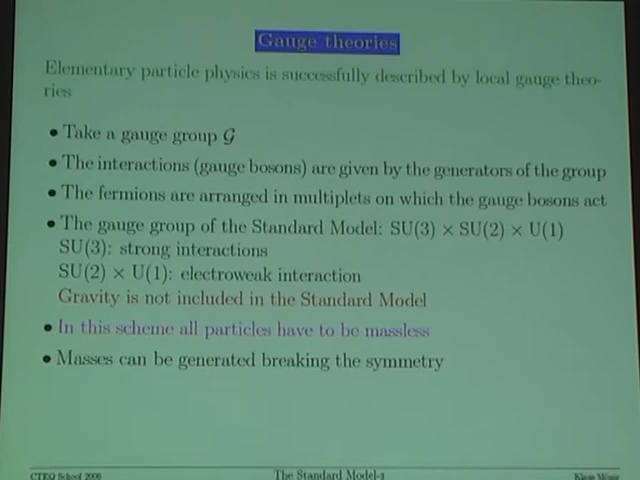 Gauge theories
Elementary particle physics is successfully described by local gauge theo-
ries
• Take a gauge group 𝒢
• The interactions (gauge bosons) are given by the generators of the group
• The fermions are arranged in multiplets on which the gauge bosons act
• The gauge group of the Standard Model: SU(3) × SU(2) × U(1)
SU(3): strong interactions
SU(2) × U(1): electroweak interaction
Gravity is not included in the Standard Model
• In this scheme all particles have to be massless
• Masses can be generated breaking the symmetry
CTEQ School 2006
The Standard Model-3
Klaus